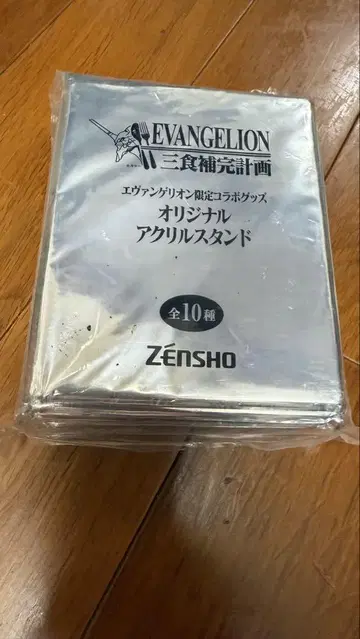 EVANGELION
三食補完計画
エヴァンゲリオン限定コラボグッズ
オリジナル
アクリルスタンド
全10種
ZENSHO